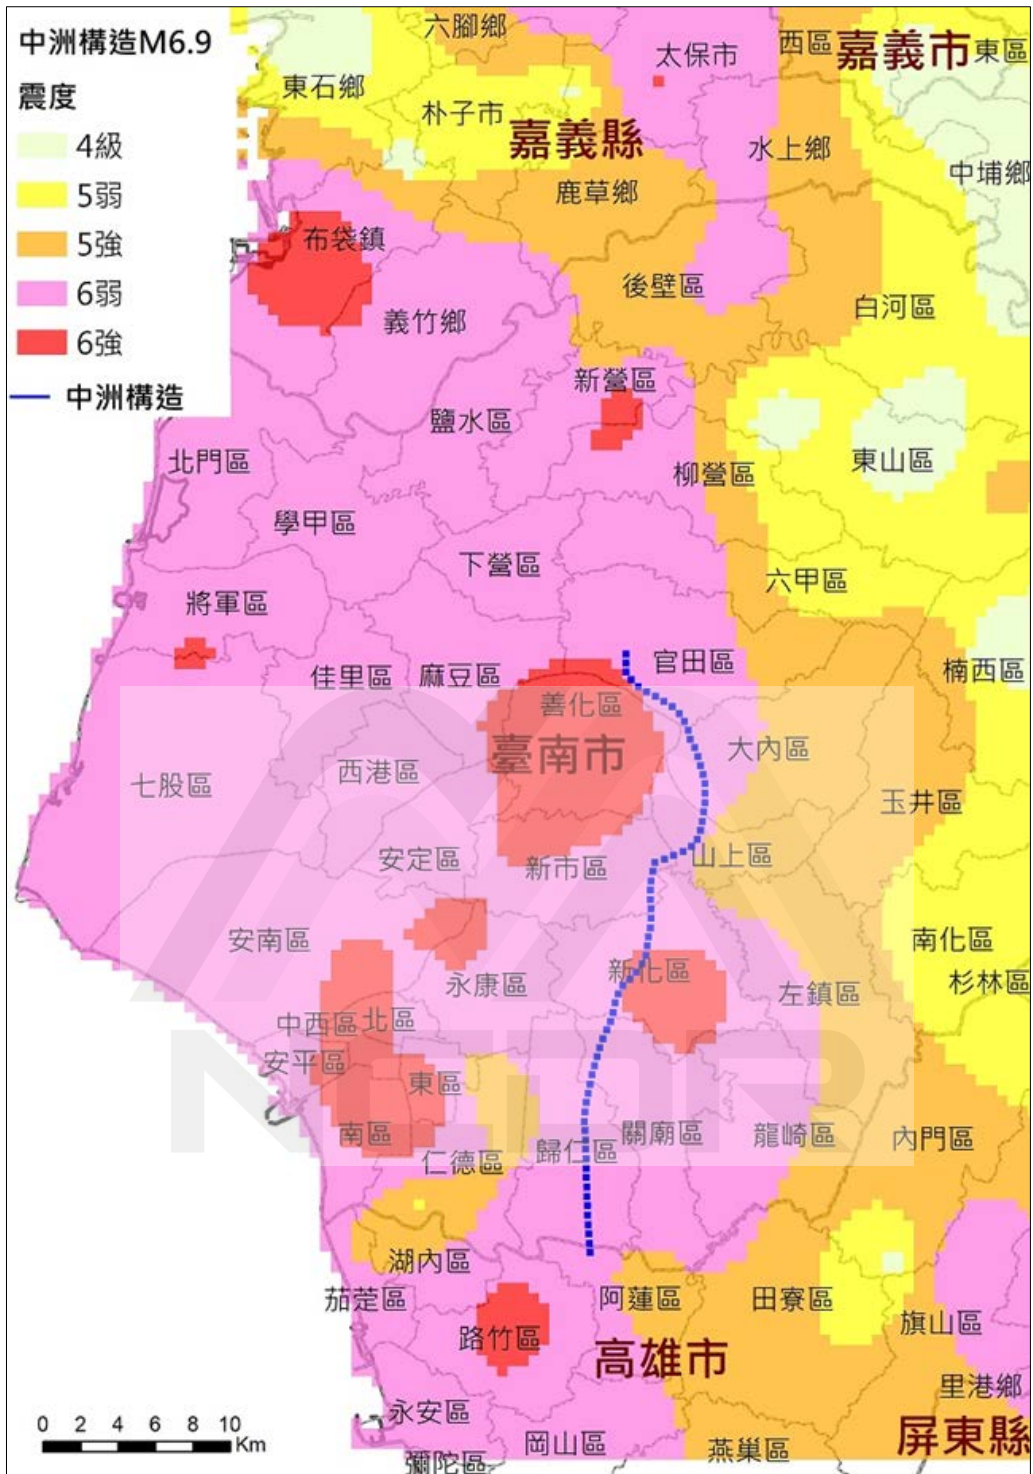 中洲構造M6.9
震度
4級
5弱
5強
6弱
6強
中洲構造
六腳鄉
太保市
西區
嘉義市
東區
東石鄉
朴子市
嘉義縣
水上鄉
中埔鄉
鹿草鄉
布袋鎮
後壁區
白河區
義竹鄉
新營區
鹽水區
北門區
柳營區
東山區
學甲區
下營區
六甲區
將軍區
官田區
楠西區
佳里區
麻豆區
善化區
臺南市
大內區
西港區
七股區
玉井區
安定區
新市區
山上區
安南區
南化區
新化區
永康區
左鎮區
杉林區
中西區
北區
安平區
東區
南區
關廟區
龍崎區
內門區
仁德區
歸仁區
湖內區
茄萣區
阿蓮區
田寮區
路竹區
旗山區
高雄市
里港鄉
永安區
岡山區
燕巢區
屏東縣
彌陀區
0 2 4 6 8 10
Km
NCDR